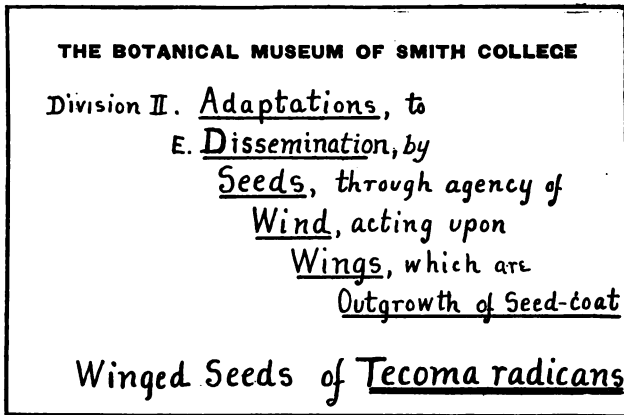 THE BOTANICAL MUSEUM OF SMITH COLLEGE
Division II. Adaptations, to
E. Dissemination, by
Seeds, through agency of
Wind, acting upon
Wings, which are
Outgrowth of Seed-coat
Winged Seeds of Tecoma radicans